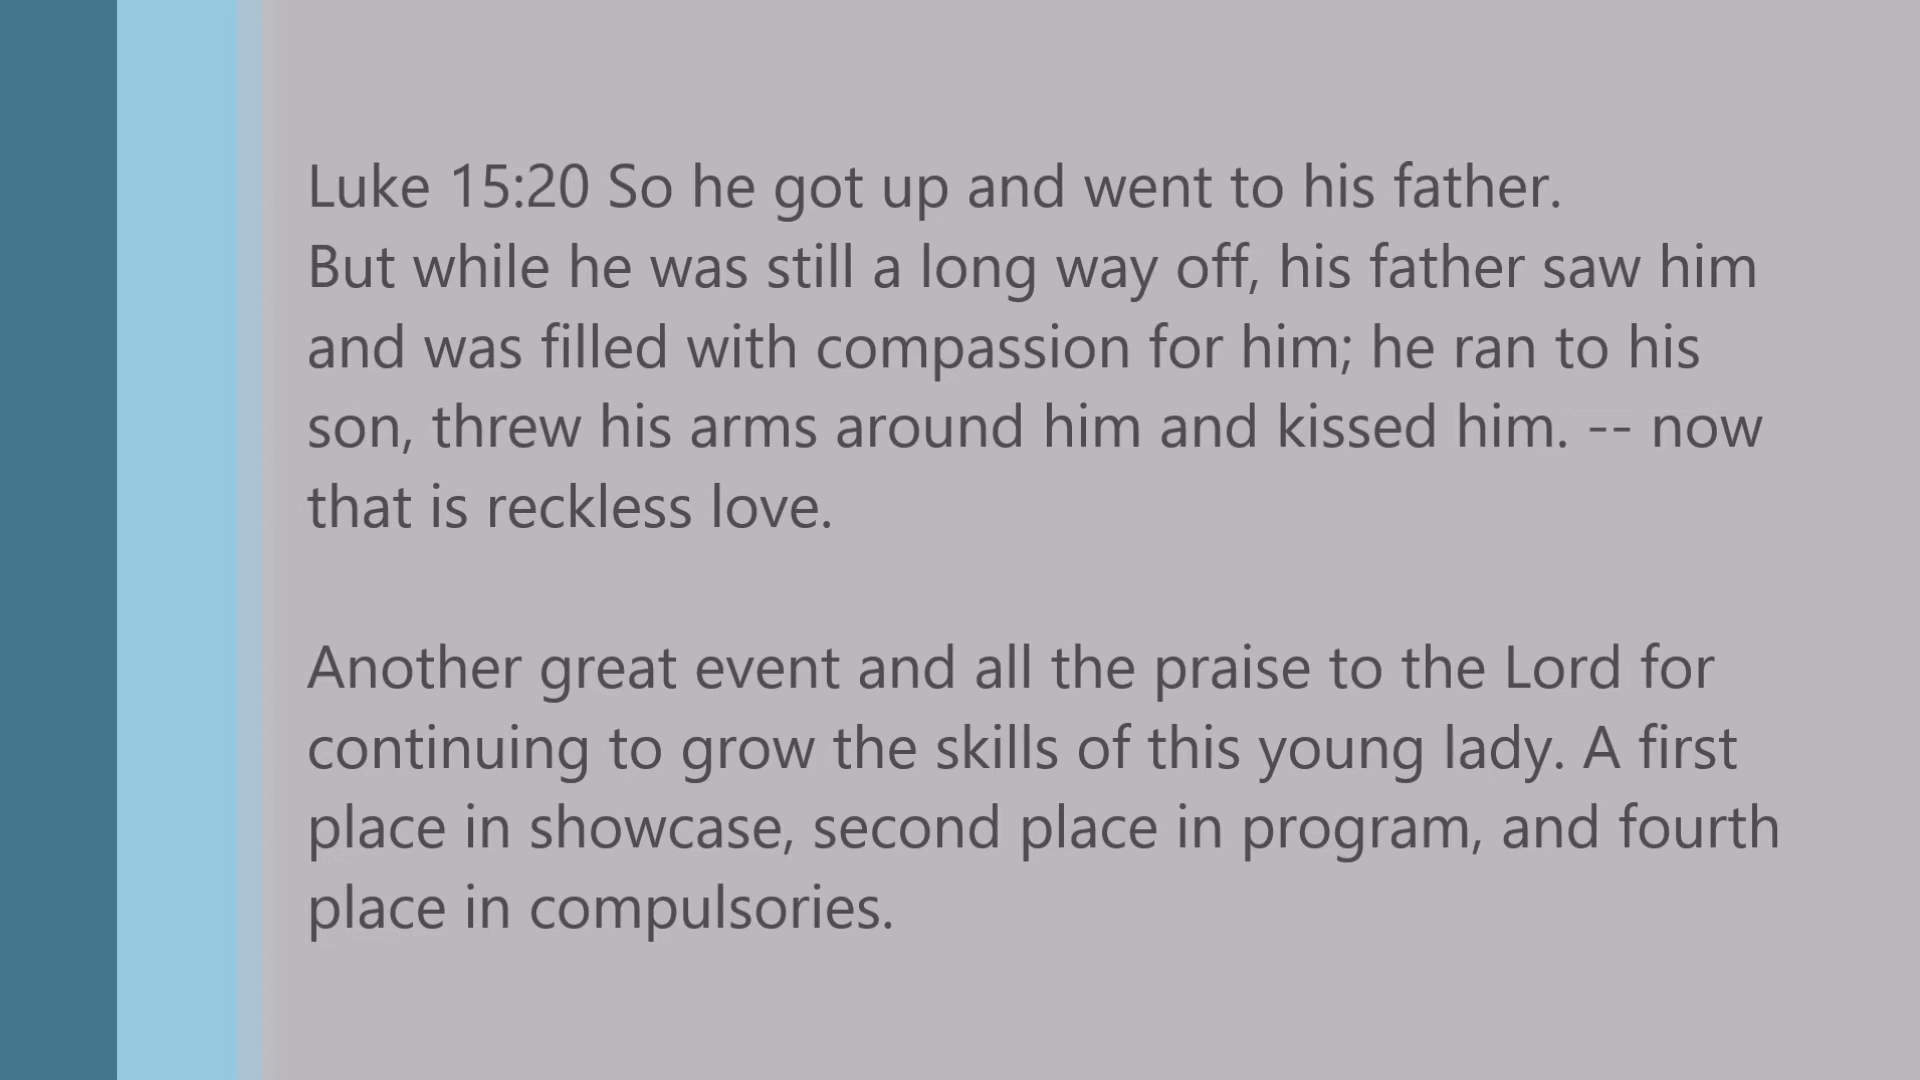 Luke 15:20 So he got up and went to his father.
But while he was still a long way off, his father saw him
and was filled with compassion for him; he ran to his
son, threw his arms around him and kissed him. -- now
that is reckless love.
Another great event and all the praise to the Lord for
continuing to grow the skills of this young lady. A first
place in showcase, second place in program, and fourth
place in compulsories.